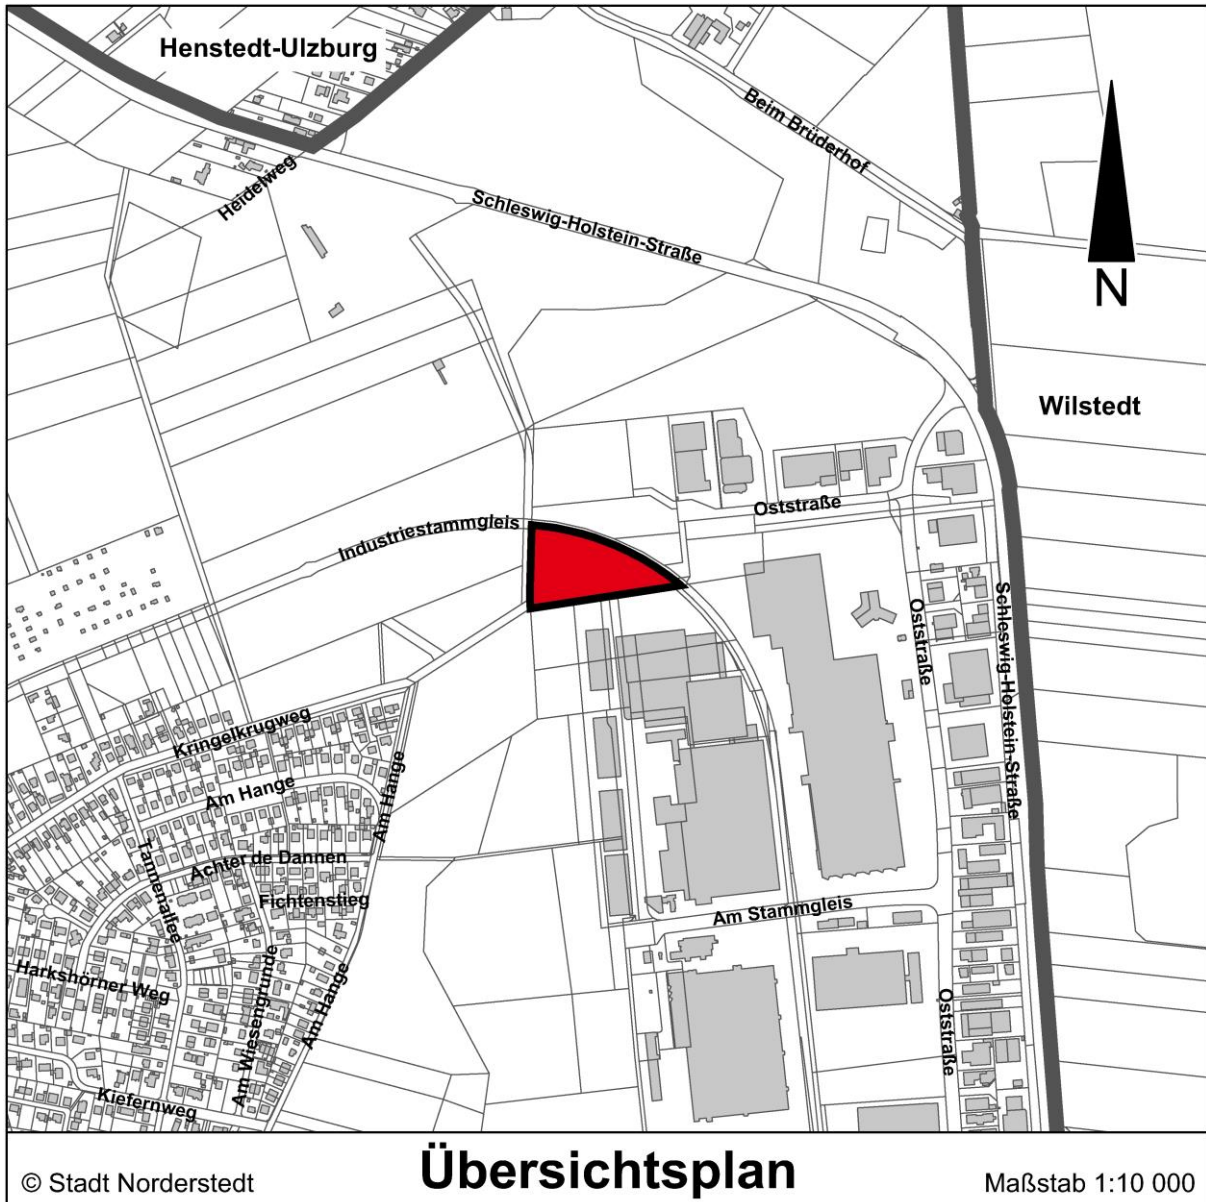 Henstedt-Ulzburg
Beim Brüderhof
Heidelweg
Schleswig-Holstein-Straße
N
Wilstedt
Oststraße
Industriestammgleis
Oststraße
Schleswig-Holstein-Straße
Kringelkrugweg
Am Hange
Am Hange
Tannenallee
Achter de Dannen
Fichtenstieg
Am Stammgleis
Harkshörner Weg
Am Wiesengrunde
Am Hange
Oststraße
Kiefernweg
© Stadt Norderstedt
Übersichtsplan
Maßstab 1:10 000